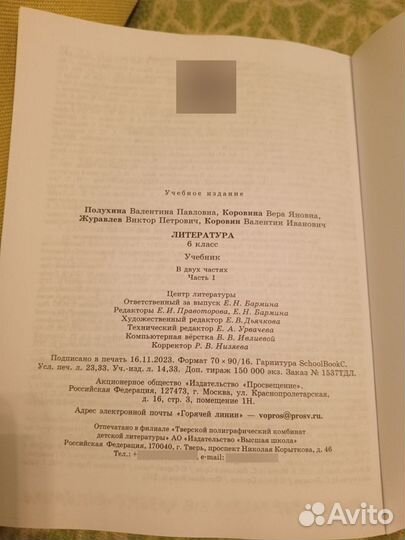 Учебное издание
Полухина Валентина Павловна, Коровина Вера Яновна,
Журавлев Виктор Петрович, Коровин Валентин Иванович
ЛИТЕРАТУРА
6 класс
Учебник
В двух частях
Часть 1
Центр литературы
Ответственный за выпуск Е. Н. Бармина
Редакторы Е. И. Правоторова, Е. Н. Бармина
Художественный редактор Е. В. Дьячкова
Технический редактор Е. А. Урвачева
Компьютерная вёрстка В. В. Ивлиевой
Корректор Р. В. Низяева
Подписано в печать 16.11.2023. Формат 70×90/16. Гарнитура SchoolBookC.
Усл. печ. л. 23,33. Уч.-изд. л. 14,33. Доп. тираж 150 000 экз. Заказ № 1537ТДЛ.
Акционерное общество «Издательство «Просвещение».
Российская Федерация, 127473, г. Москва, ул. Краснопролетарская,
д. 16, стр. 3, помещение 1Н.
Адрес электронной почты «Горячей линии» — vopros@prosv.ru.
Отпечатано в филиале «Тверской полиграфический комбинат
детской литературы» АО «Издательство «Высшая школа»
Российская Федерация, 170040, г. Тверь, проспект Николая Корыткова, д. 46
Тел.: +, e-mail:
Avito